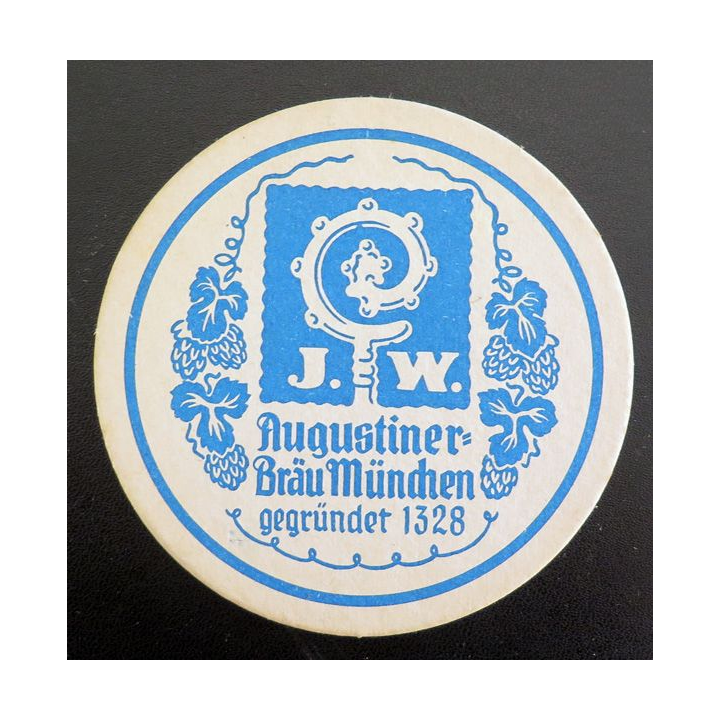 J. W.
Augustiner=
Bräu München
gegründet 1328